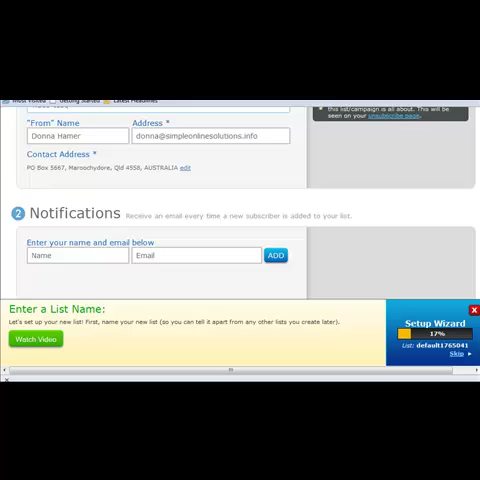 Most Visited Getting Started Latest Headlines
this list/campaign is all about. This will be
seen on your unsubscribe page.
"From" Name Address *
Donna Hamer donna@simpleonlinesolutions.info
Contact Address *
PO Box 5667, Maroochydore, Qld 4558, AUSTRALIA edit
2 Notifications Receive an email every time a new subscriber is added to your list.
Enter your name and email below
Name Email ADD
Enter a List Name:
Let's set up your new list! First, name your new list (so you can tell it apart from any other lists you create later).
Watch Video
X
Setup Wizard
17%
List: default1765041
Skip